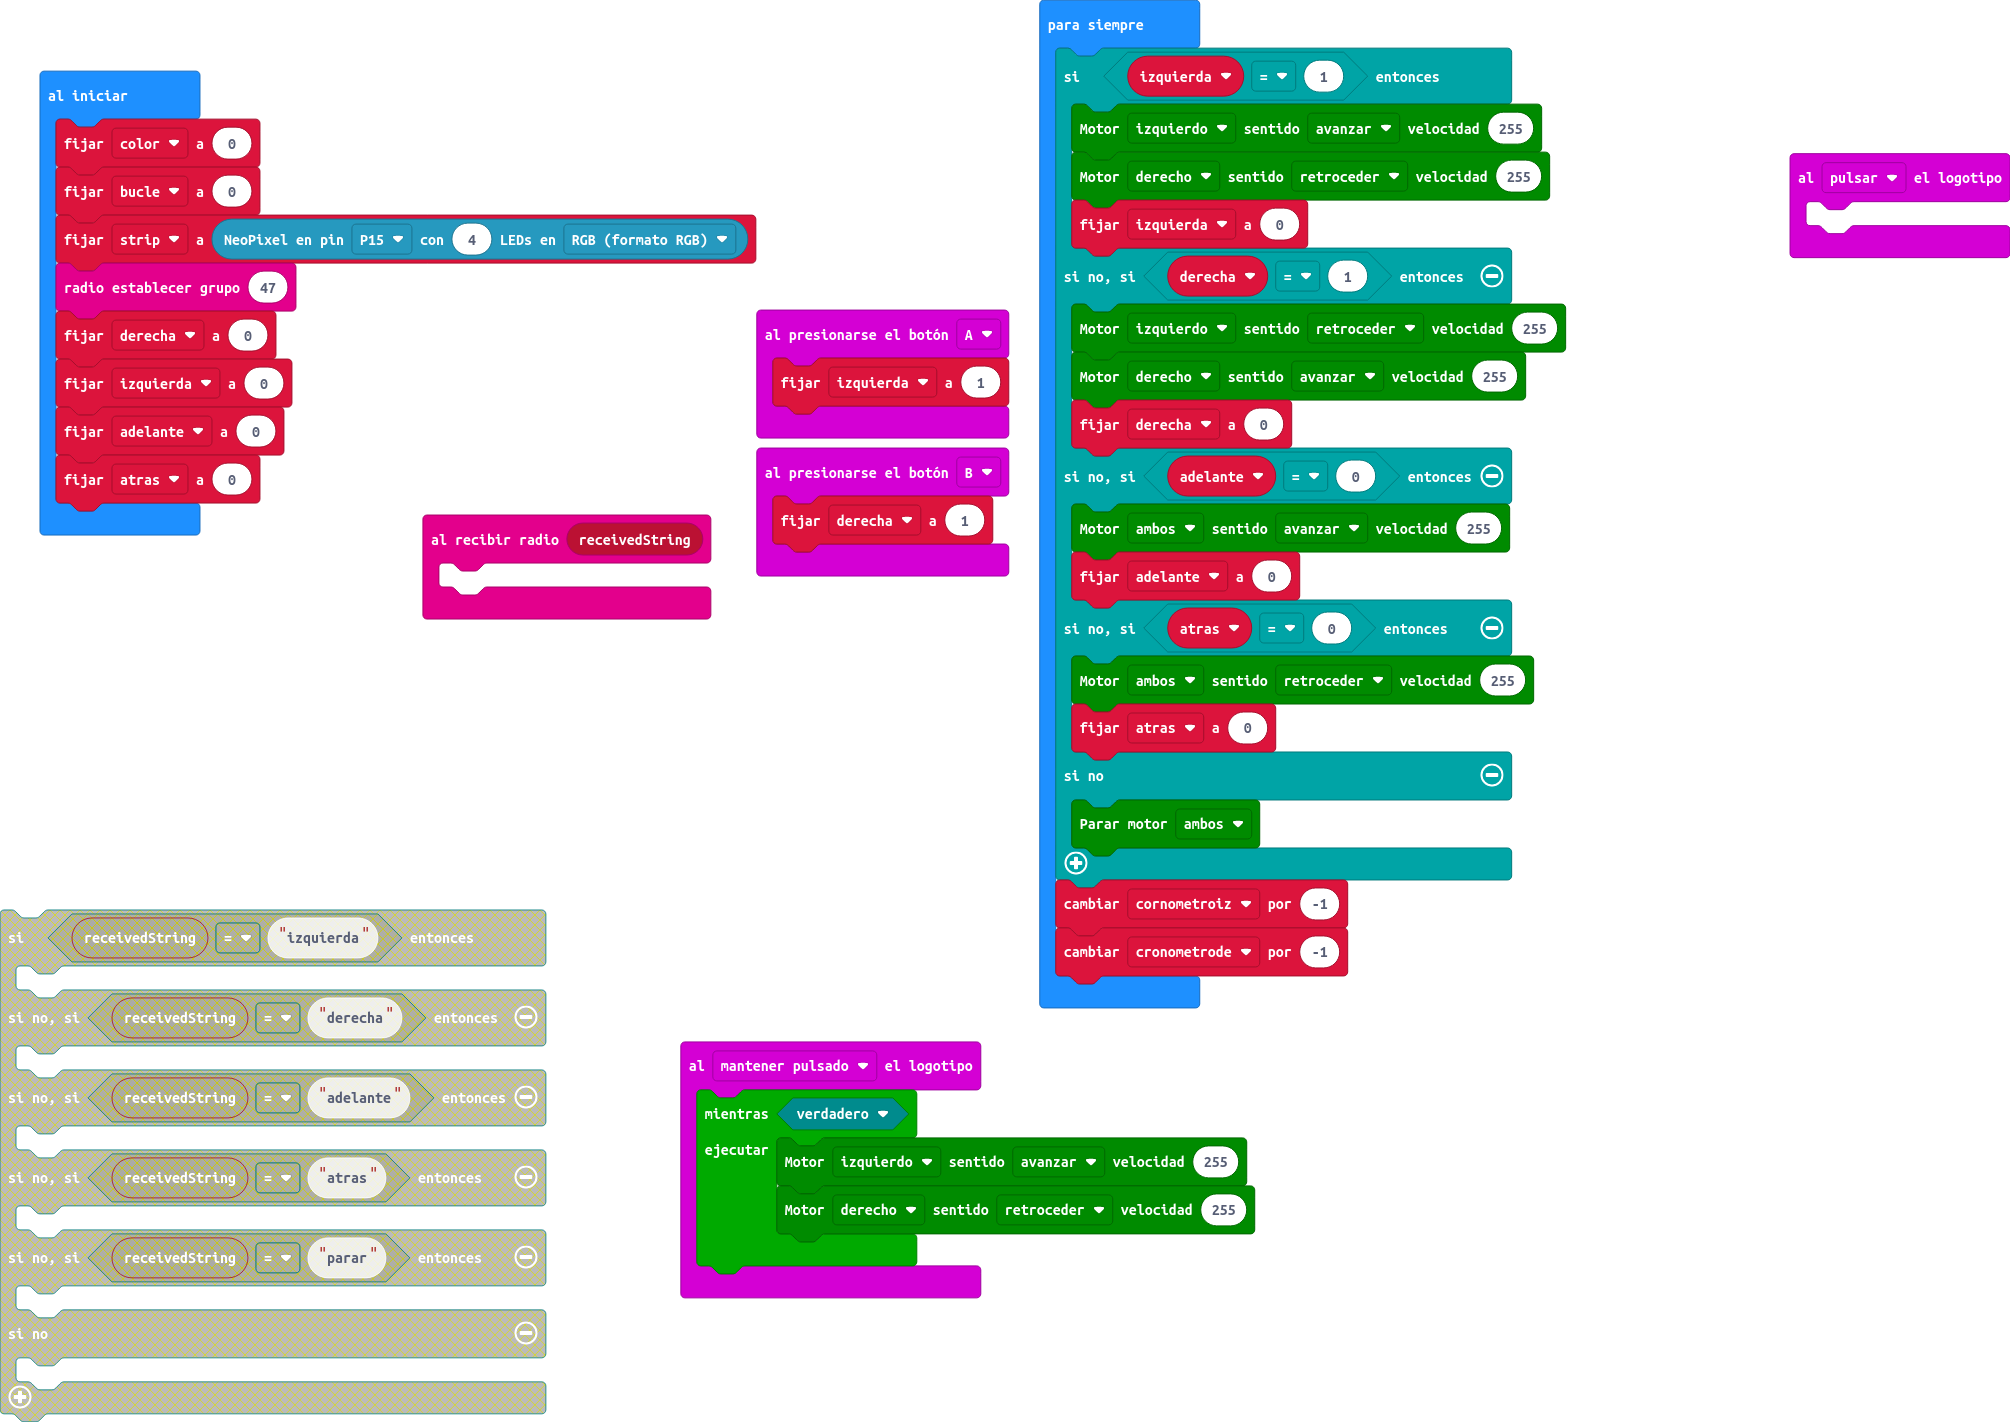 al iniciar
fijar color a 0
fijar bucle a 0
fijar strip a NeoPixel en pin P15 con 4 LEDs en RGB (formato RGB)
radio establecer grupo 47
fijar derecha a 0
fijar izquierda a 0
fijar adelante a 0
fijar atras a 0
al recibir radio receivedString
al presionarse el botón A
fijar izquierda a 1
al presionarse el botón B
fijar derecha a 1
para siempre
si izquierda = 1 entonces
Motor izquierdo sentido avanzar velocidad 255
Motor derecho sentido retroceder velocidad 255
fijar izquierda a 0
si no, si derecha = 1 entonces
Motor izquierdo sentido retroceder velocidad 255
Motor derecho sentido avanzar velocidad 255
fijar derecha a 0
si no, si adelante = 0 entonces
Motor ambos sentido avanzar velocidad 255
fijar adelante a 0
si no, si atras = 0 entonces
Motor ambos sentido retroceder velocidad 255
fijar atras a 0
si no
Parar motor ambos
cambiar cornometroiz por -1
cambiar cronometrode por -1
al pulsar el logotipo
si receivedString = "izquierda" entonces
si no, si receivedString = "derecha" entonces
si no, si receivedString = "adelante" entonces
si no, si receivedString = "atras" entonces
si no, si receivedString = "parar" entonces
si no
al mantener pulsado el logotipo
mientras verdadero
ejecutar
Motor izquierdo sentido avanzar velocidad 255
Motor derecho sentido retroceder velocidad 255